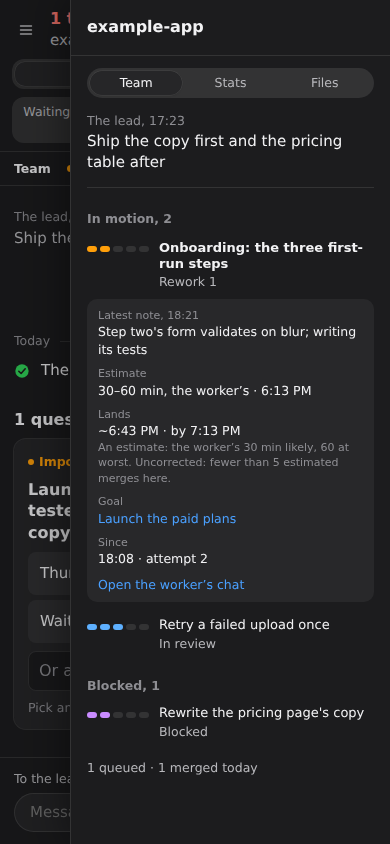 example-app
Team Stats Files
The lead, 17:23
Ship the copy first and the pricing
table after
In motion, 2
Onboarding: the three first-
run steps
Rework 1
Latest note, 18:21
Step two's form validates on blur; writing
its tests
Estimate
30–60 min, the worker's · 6:13 PM
Lands
~6:43 PM · by 7:13 PM
An estimate: the worker's 30 min likely, 60 at
worst. Uncorrected: fewer than 5 estimated
merges here.
Goal
Launch the paid plans
Since
18:08 · attempt 2
Open the worker's chat
Retry a failed upload once
In review
Blocked, 1
Rewrite the pricing page's copy
Blocked
1 queued · 1 merged today
1
Waiting
Team
The lead,
Ship the
Today
The
1
Or a
To the